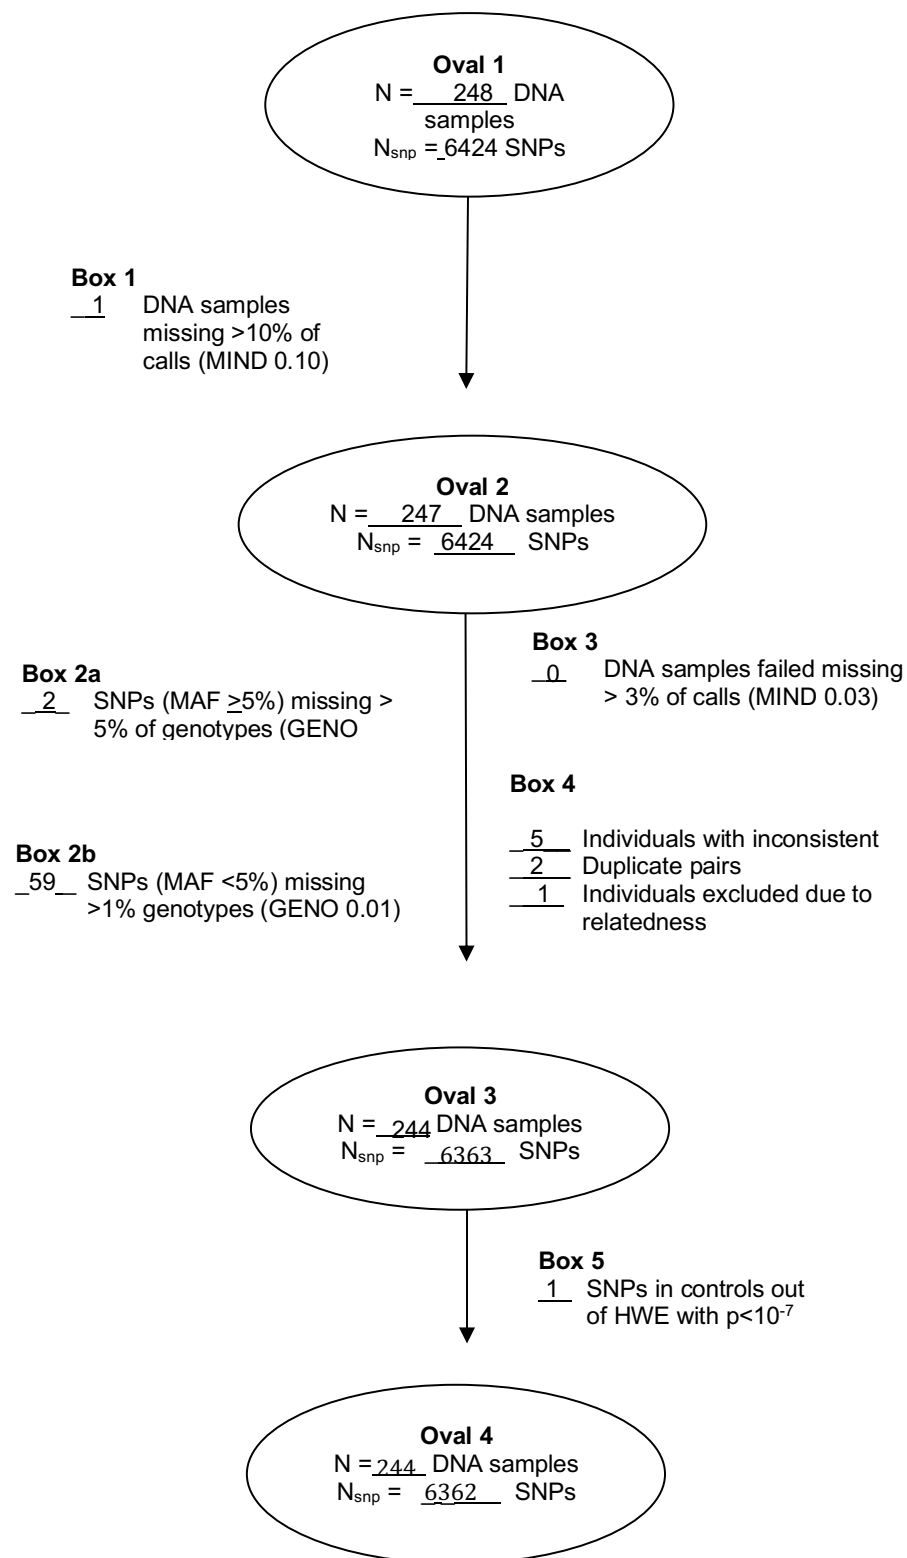 Oval 1
N = 248 DNA
samples
Nsnp = 6424 SNPs
Box 1
1 DNA samples
missing >10% of
calls (MIND 0.10)
Oval 2
N = 247 DNA samples
Nsnp = 6424 SNPs
Box 2a
2 SNPs (MAF ≥5%) missing >
5% of genotypes (GENO
Box 3
0 DNA samples failed missing
> 3% of calls (MIND 0.03)
Box 2b
59 SNPs (MAF <5%) missing
>1% genotypes (GENO 0.01)
Box 4
5 Individuals with inconsistent
2 Duplicate pairs
1 Individuals excluded due to
relatedness
Oval 3
N = 244 DNA samples
Nsnp = 6363 SNPs
Box 5
1 SNPs in controls out
of HWE with p<10⁻⁷
Oval 4
N = 244 DNA samples
Nsnp = 6362 SNPs